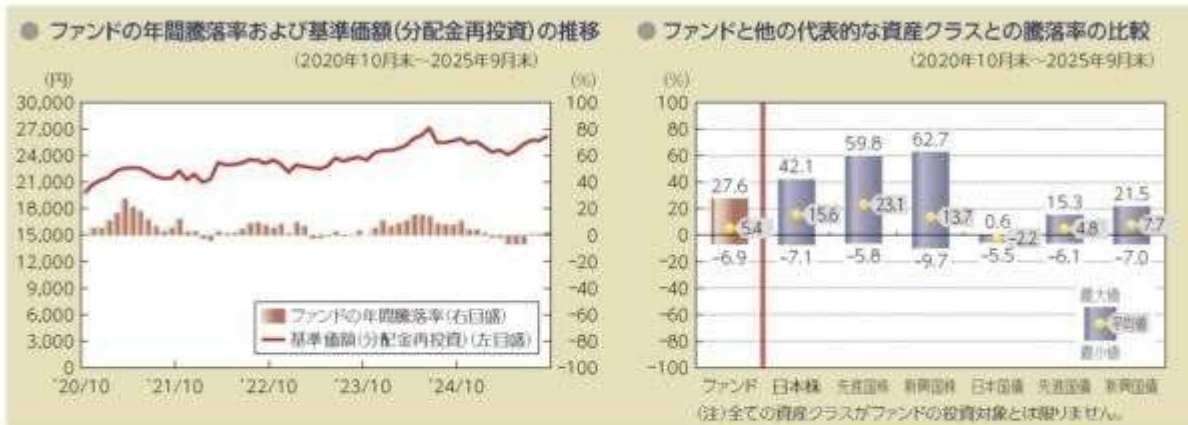 ● ファンドの年間騰落率および基準価額(分配金再投資)の推移
(2020年10月末~2025年9月末)
(円)
(%)
30,000
27,000
24,000
21,000
18,000
15,000
12,000
9,000
6,000
3,000
0
100
80
60
40
20
0
-20
-40
-60
-80
-100
ファンドの年間騰落率(右目盛)
基準価額(分配金再投資)(左目盛)
'20/10 '21/10 '22/10 '23/10 '24/10
● ファンドと他の代表的な資産クラスとの騰落率の比較
(2020年10月末~2025年9月末)
(%)
100
80
60
40
20
0
-20
-40
-60
-80
-100
27.6 42.1 59.8 62.7 0.6 15.3 21.5
5.4 15.6 23.1 13.7 -2.2 4.8 7.7
-6.9 -7.1 -5.8 -9.7 -5.5 -6.1 -7.0
最大値
平均値
最小値
ファンド 日本株 先進国株 新興国株 日本国債 先進国債 新興国債
(注)全ての資産クラスがファンドの投資対象とは限りません。